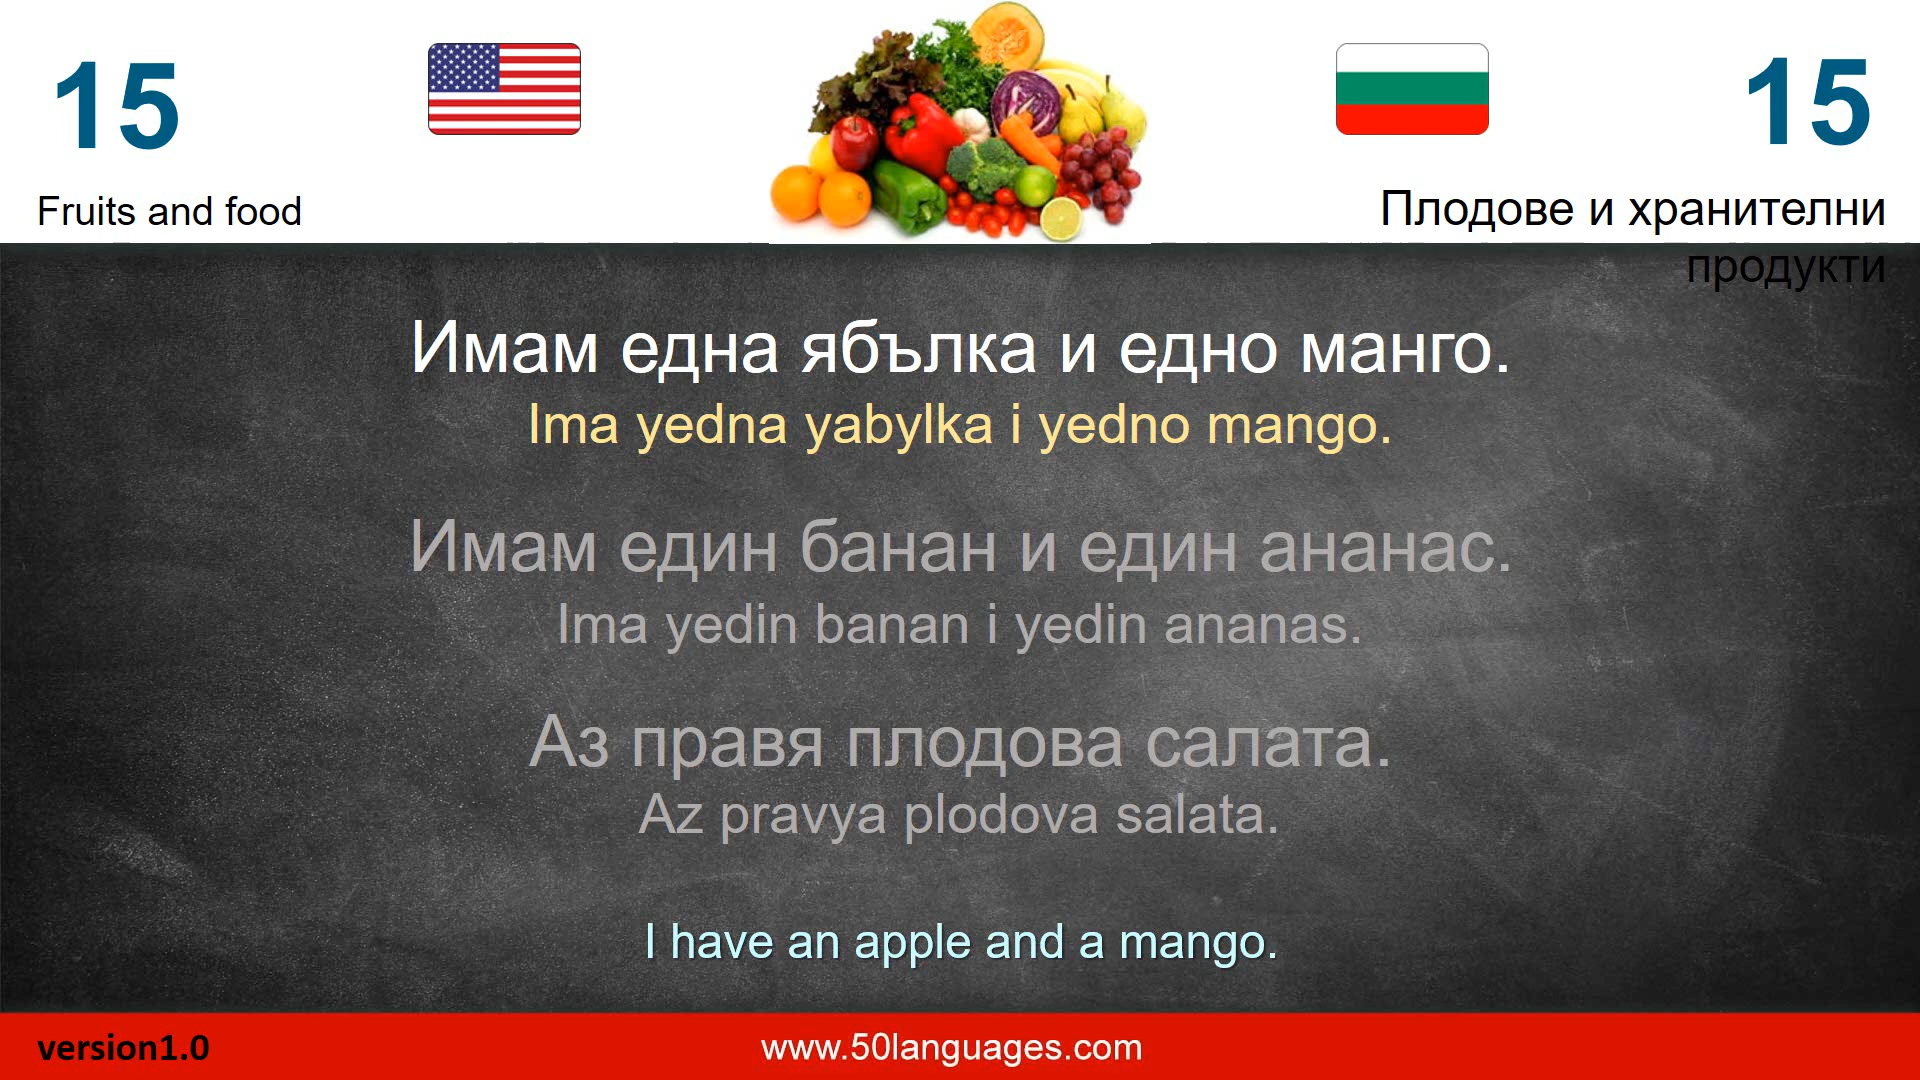 15
15
Fruits and food
Плодове и хранителни
продукти
Имам една ябълка и едно манго.
Ima yedna yabylka i yedno mango.
Имам един банан и един ананас.
Ima yedin banan i yedin ananas.
Аз правя плодова салата.
Az pravya plodova salata.
I have an apple and a mango.
version1.0
www.50languages.com